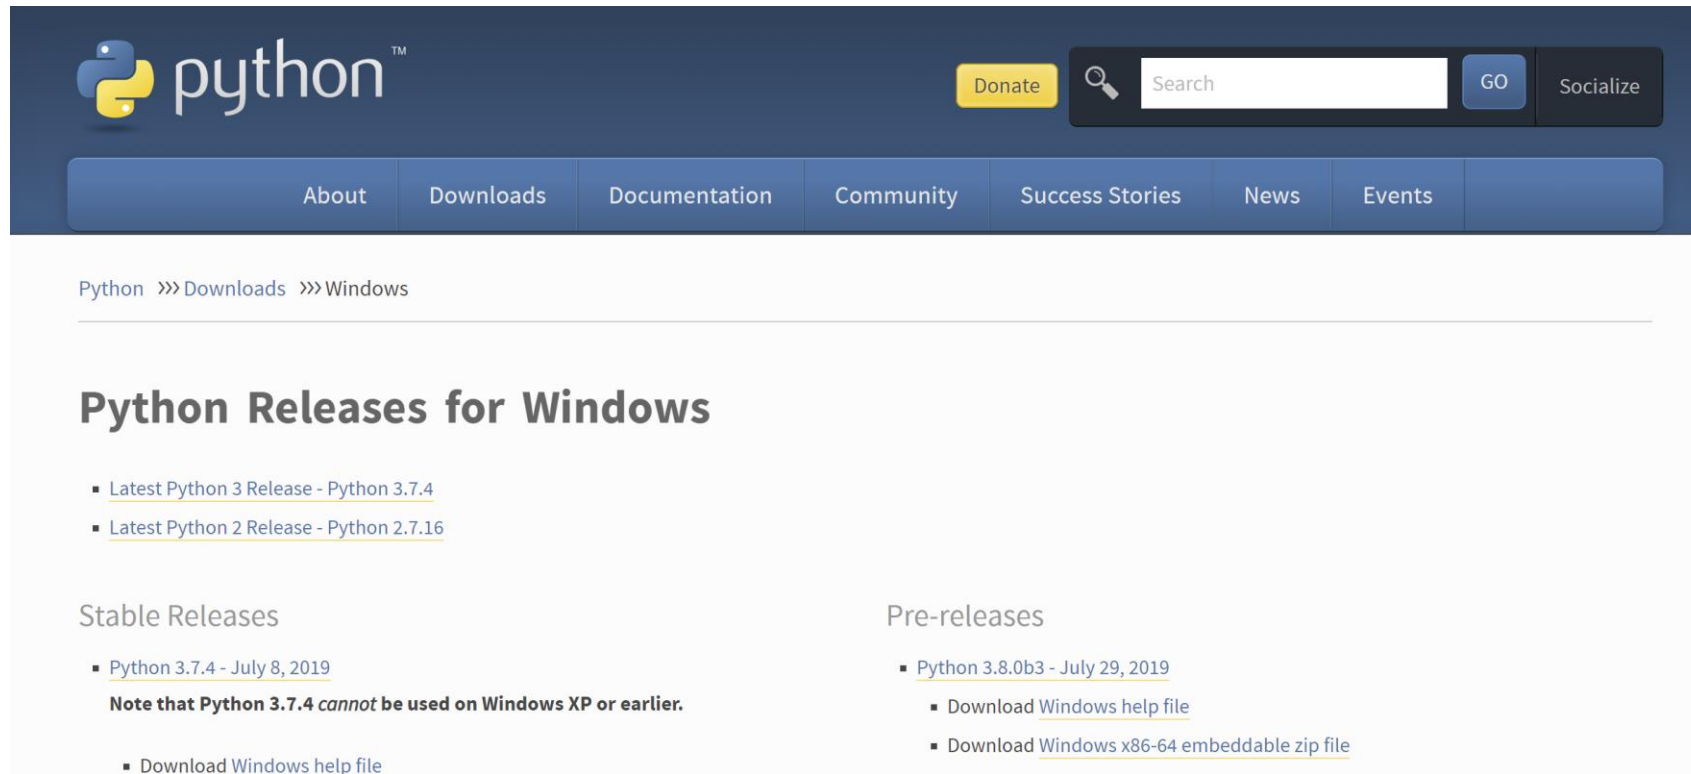 python™
Donate
Search
GO
Socialize
About Downloads Documentation Community Success Stories News Events
Python >>> Downloads >>> Windows
Python Releases for Windows
Latest Python 3 Release - Python 3.7.4
Latest Python 2 Release - Python 2.7.16
Stable Releases
Python 3.7.4 - July 8, 2019
Note that Python 3.7.4 cannot be used on Windows XP or earlier.
Download Windows help file
Pre-releases
Python 3.8.0b3 - July 29, 2019
Download Windows help file
Download Windows x86-64 embeddable zip file